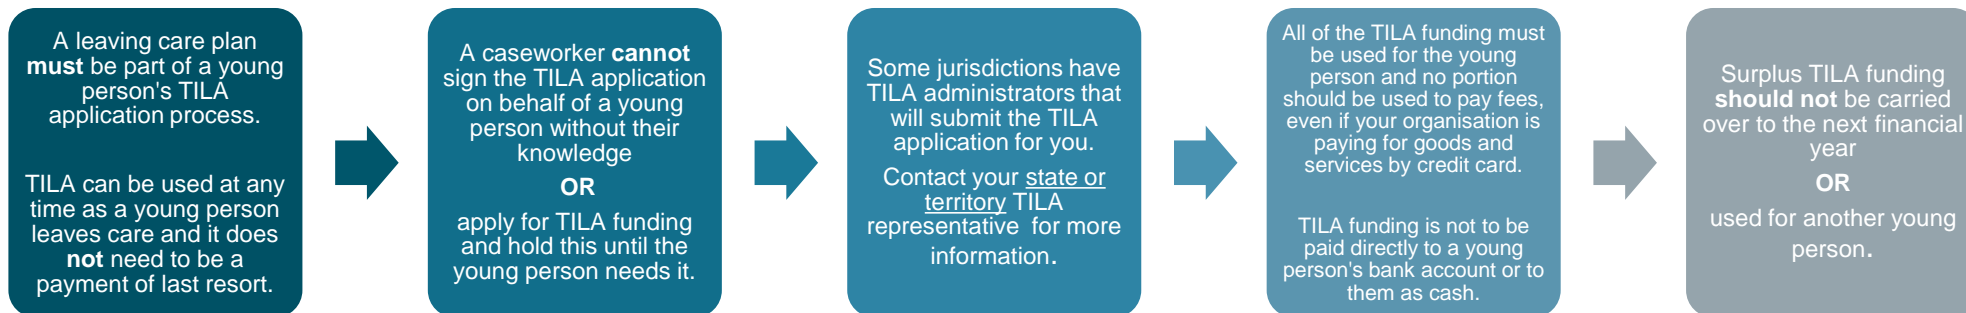 A leaving care plan
must be part of a young
person's TILA
application process.
TILA can be used at any
time as a young person
leaves care and it does
not need to be a
payment of last resort.
A caseworker cannot
sign the TILA application
on behalf of a young
person without their
knowledge
OR
apply for TILA funding
and hold this until the
young person needs it.
Some jurisdictions have
TILA administrators that
will submit the TILA
application for you.
Contact your state or
territory TILA
representative for more
information.
All of the TILA funding must
be used for the young
person and no portion
should be used to pay fees,
even if your organisation is
paying for goods and
services by credit card.
TILA funding is not to be
paid directly to a young
person's bank account or to
them as cash.
Surplus TILA funding
should not be carried
over to the next financial
year
OR
used for another young
person.